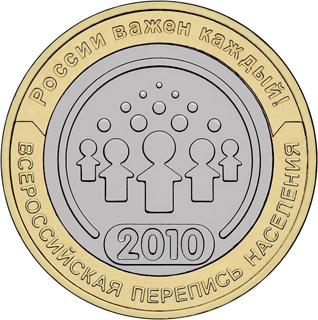 России важен каждый!
2010
ВСЕРОССИЙСКАЯ ПЕРЕПИСЬ НАСЕЛЕНИЯ